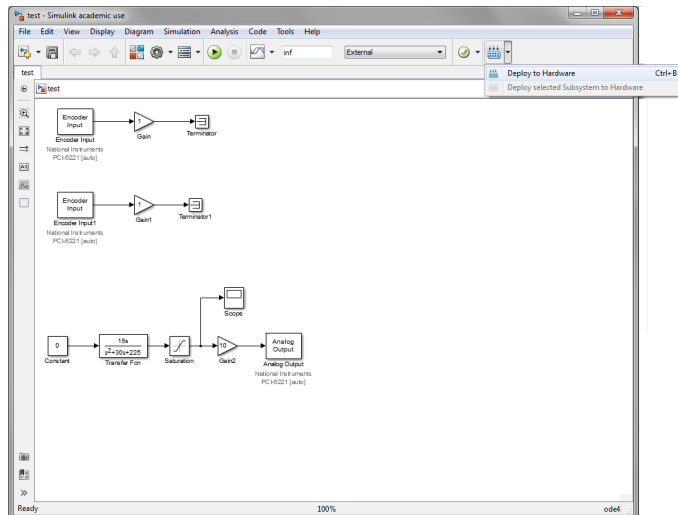 test - Simulink academic use
File Edit View Display Diagram Simulation Analysis Code Tools Help
inf External
test
test
Deploy to Hardware Ctrl+B
Deploy selected Subsystem to Hardware
Encoder
Input
1
Encoder Input
Gain
Terminator
National Instruments
PCI-6221 [auto]
Encoder
Input
1
Encoder Input1
Gain1
Terminator1
National Instruments
PCI-6221 [auto]
Scope
0
15s
s²+30s+225
10
Analog
Output
Constant
Transfer Fcn
Saturation
Gain2
Analog Output
National Instruments
PCI-6221 [auto]
Ready 100% ode4